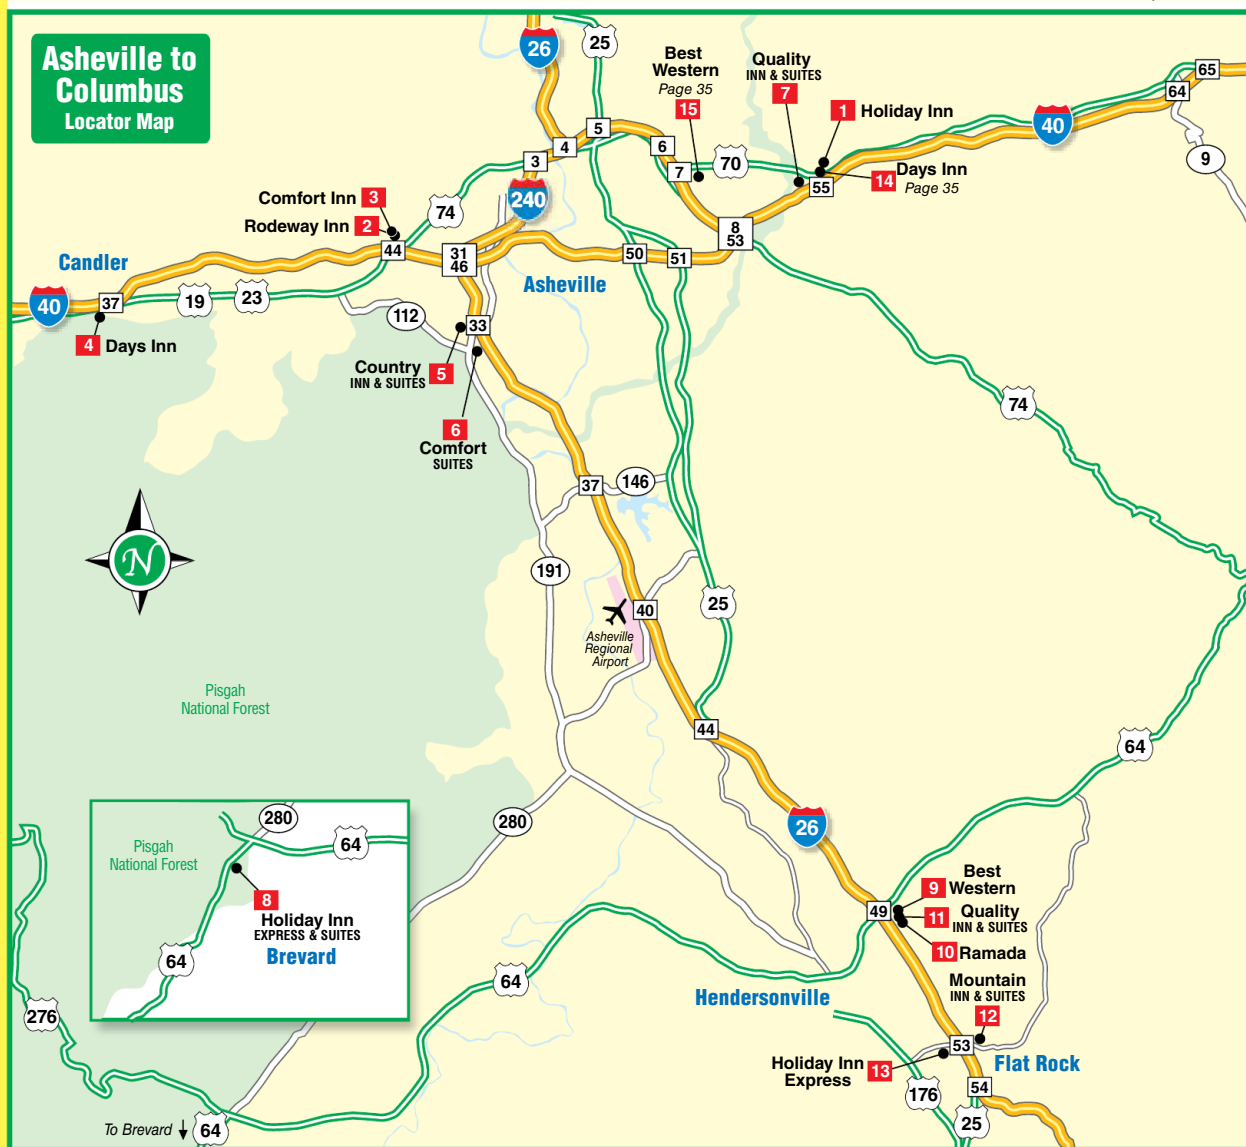 Asheville to
Columbus
Locator Map
26
25
Best
Western
Page 35
15
Quality
INN & SUITES
7
1 Holiday Inn
40
65
64
9
5
4
3
6
7
70
14 Days Inn
Page 35
55
240
Comfort Inn 3
Rodeway Inn 2
74
44
31
46
8
53
50
51
Candler
Asheville
40
37
19
23
112
33
4 Days Inn
Country
INN & SUITES
5
6
Comfort
SUITES
74
37
146
N
191
40
25
Asheville
Regional
Airport
Pisgah
National Forest
44
64
26
280
280
64
Pisgah
National Forest
8
Holiday Inn
EXPRESS & SUITES
Brevard
64
49
9 Best
Western
11 Quality
INN & SUITES
10 Ramada
64
Hendersonville
Mountain
INN & SUITES
12
276
53
Holiday Inn
Express
13
Flat Rock
54
176
25
To Brevard
64